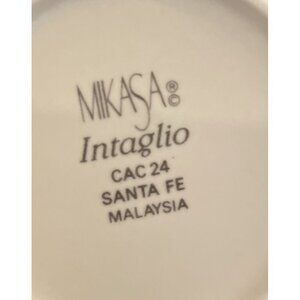 MIKASA®©
Intaglio
CAC 24
SANTA FE
MALAYSIA